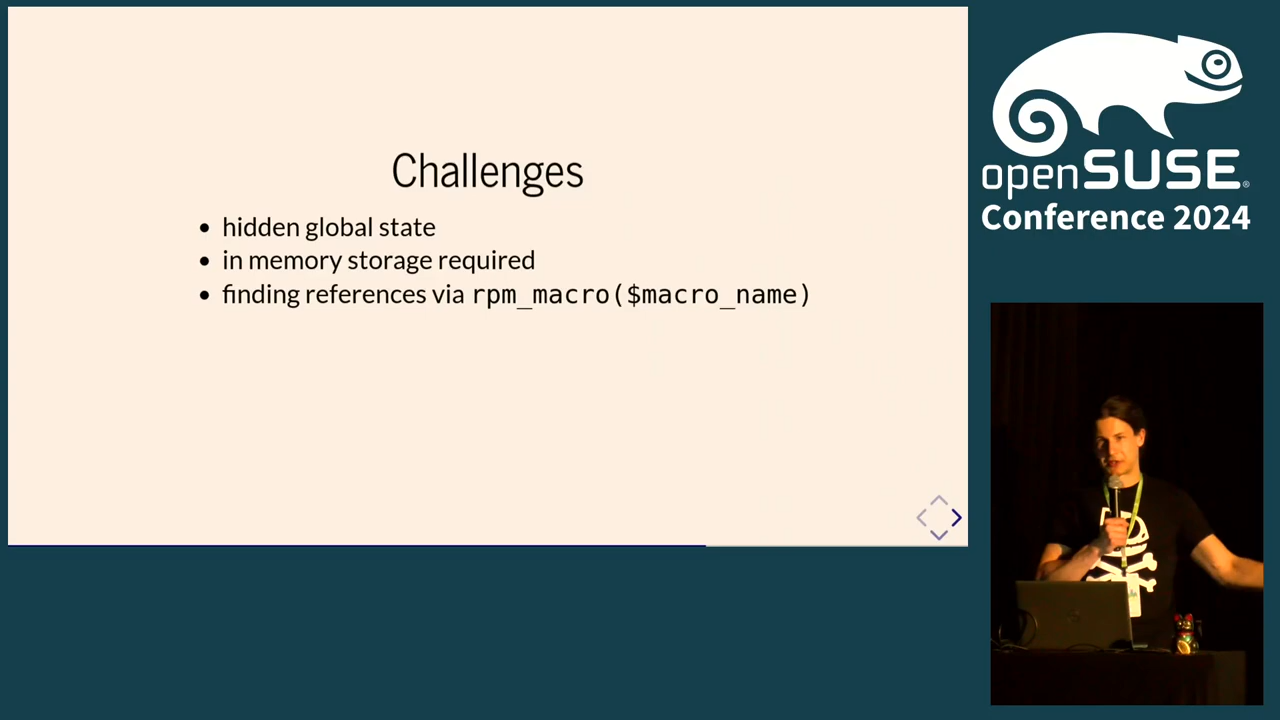 Challenges
• hidden global state
• in memory storage required
• finding references via rpm_macro($macro_name)
openSUSE®
Conference 2024